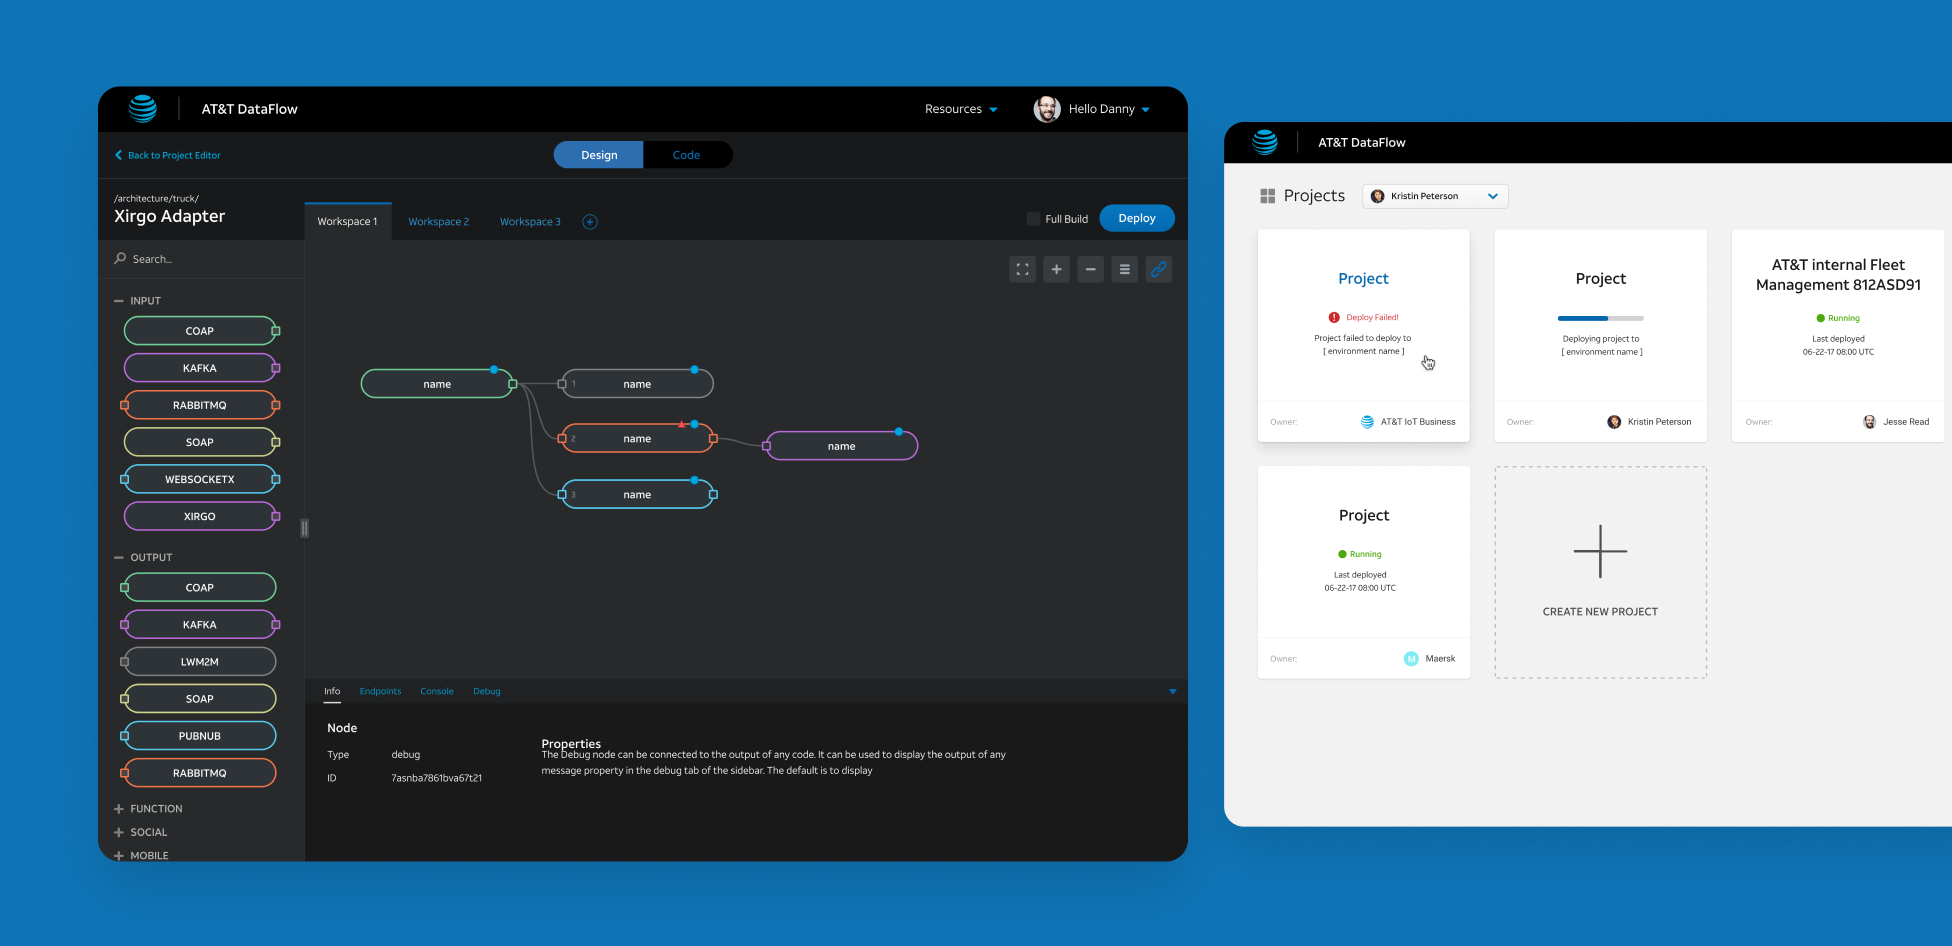 AT&T DataFlow
Resources
Hello Danny
Back to Project Editor
Design
Code
/architecture/truck/
Xirgo Adapter
Workspace 1
Workspace 2
Workspace 3
Full Build
Deploy
Search...
INPUT
COAP
KAFKA
RABBITMQ
SOAP
WEBSOCKETX
XIRGO
OUTPUT
COAP
KAFKA
LWM2M
SOAP
PUBNUB
RABBITMQ
FUNCTION
SOCIAL
MOBILE
name
1
name
2
name
name
3
name
Info
Endpoints
Console
Debug
Node
Type
debug
ID
7asnba7861bva67t21
Properties
The Debug node can be connected to the output of any code. It can be used to display the output of any
message property in the debug tab of the sidebar. The default is to display
AT&T DataFlow
Projects
Kristin Peterson
Project
Deploy Failed!
Project failed to deploy to
[ environment name ]
Owner:
AT&T IoT Business
Project
Deploying project to
[ environment name ]
Owner:
Kristin Peterson
AT&T internal Fleet
Management 812ASD91
Running
Last deployed
06-22-17 08:00 UTC
Owner:
Jesse Read
Project
Running
Last deployed
06-22-17 08:00 UTC
Owner:
M
Maersk
CREATE NEW PROJECT